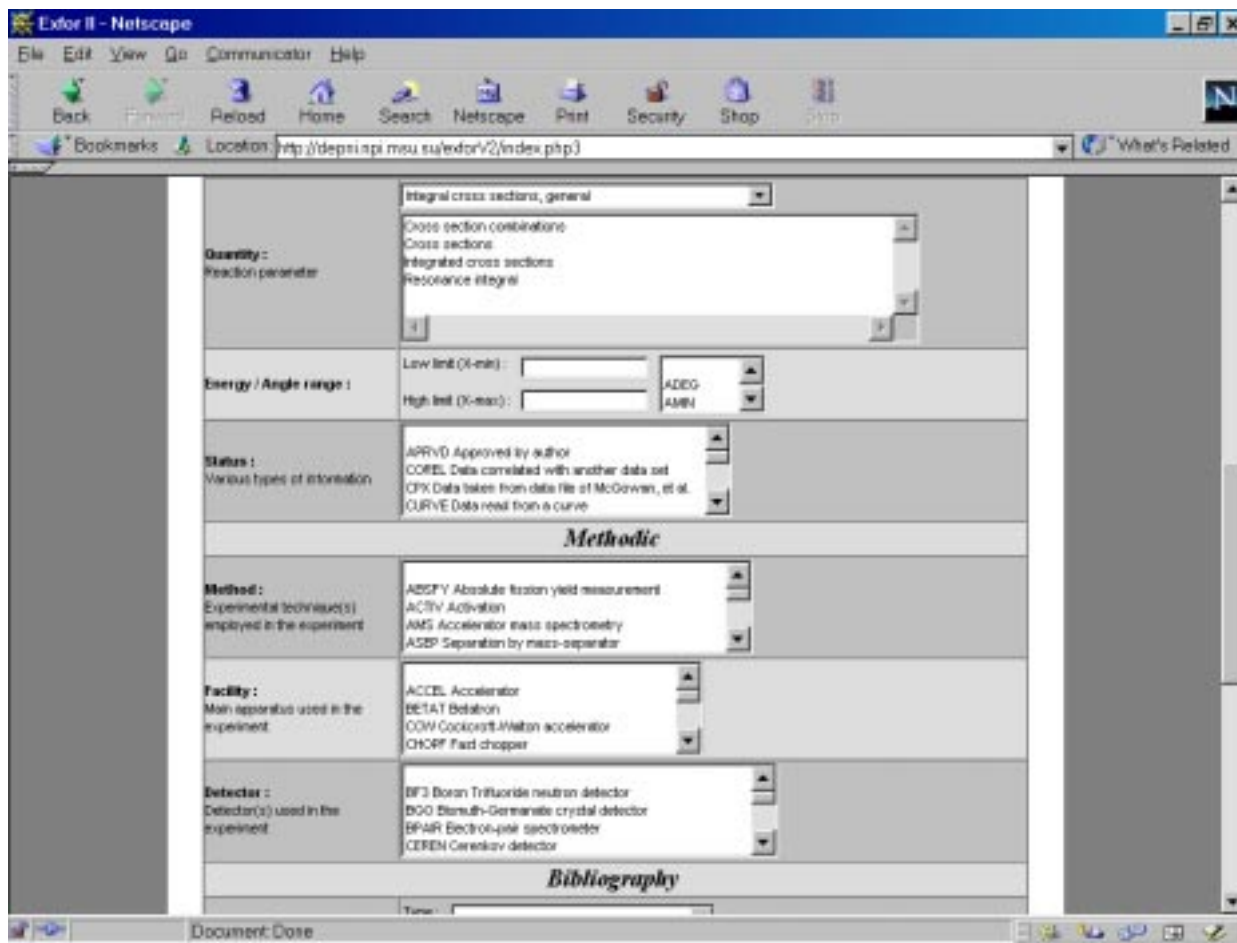 Exfor II - Netscape
File Edit View Go Communicator Help
Back Forward Reload Home Search Netscape Print Security Shop Stop
Bookmarks Location: http://depni.npi.msu.su/exforV2/index.php3 What's Related
Integral cross sections, general
Quantity :
Reaction parameter
Cross section combinations
Cross sections
Integrated cross sections
Resonance integral
Energy / Angle range :
Low limit (X-min) :
High limit (X-max) :
ADEG
AMIN
Status :
Various types of information
APRVD Approved by author
COREL Data correlated with another data set
CPX Data taken from data file of McGowan, et al.
CURVE Data read from a curve
Methodic
Method :
Experimental technique(s)
employed in the experiment
ABSFY Absolute fission yield measurement
ACTIV Activation
AMS Accelerator mass spectrometry
ASEP Separation by mass-separator
Facility :
Main apparatus used in the
experiment
ACCEL Accelerator
BETAT Betatron
CCW Cockcroft-Walton accelerator
CHOPF Fast chopper
Detector :
Detector(s) used in the
experiment
BF3 Boron Trifluoride neutron detector
BGO Bismuth-Germanate crystal detector
BPAIR Electron-pair spectrometer
CEREN Cerenkov detector
Bibliography
Type :
Document: Done